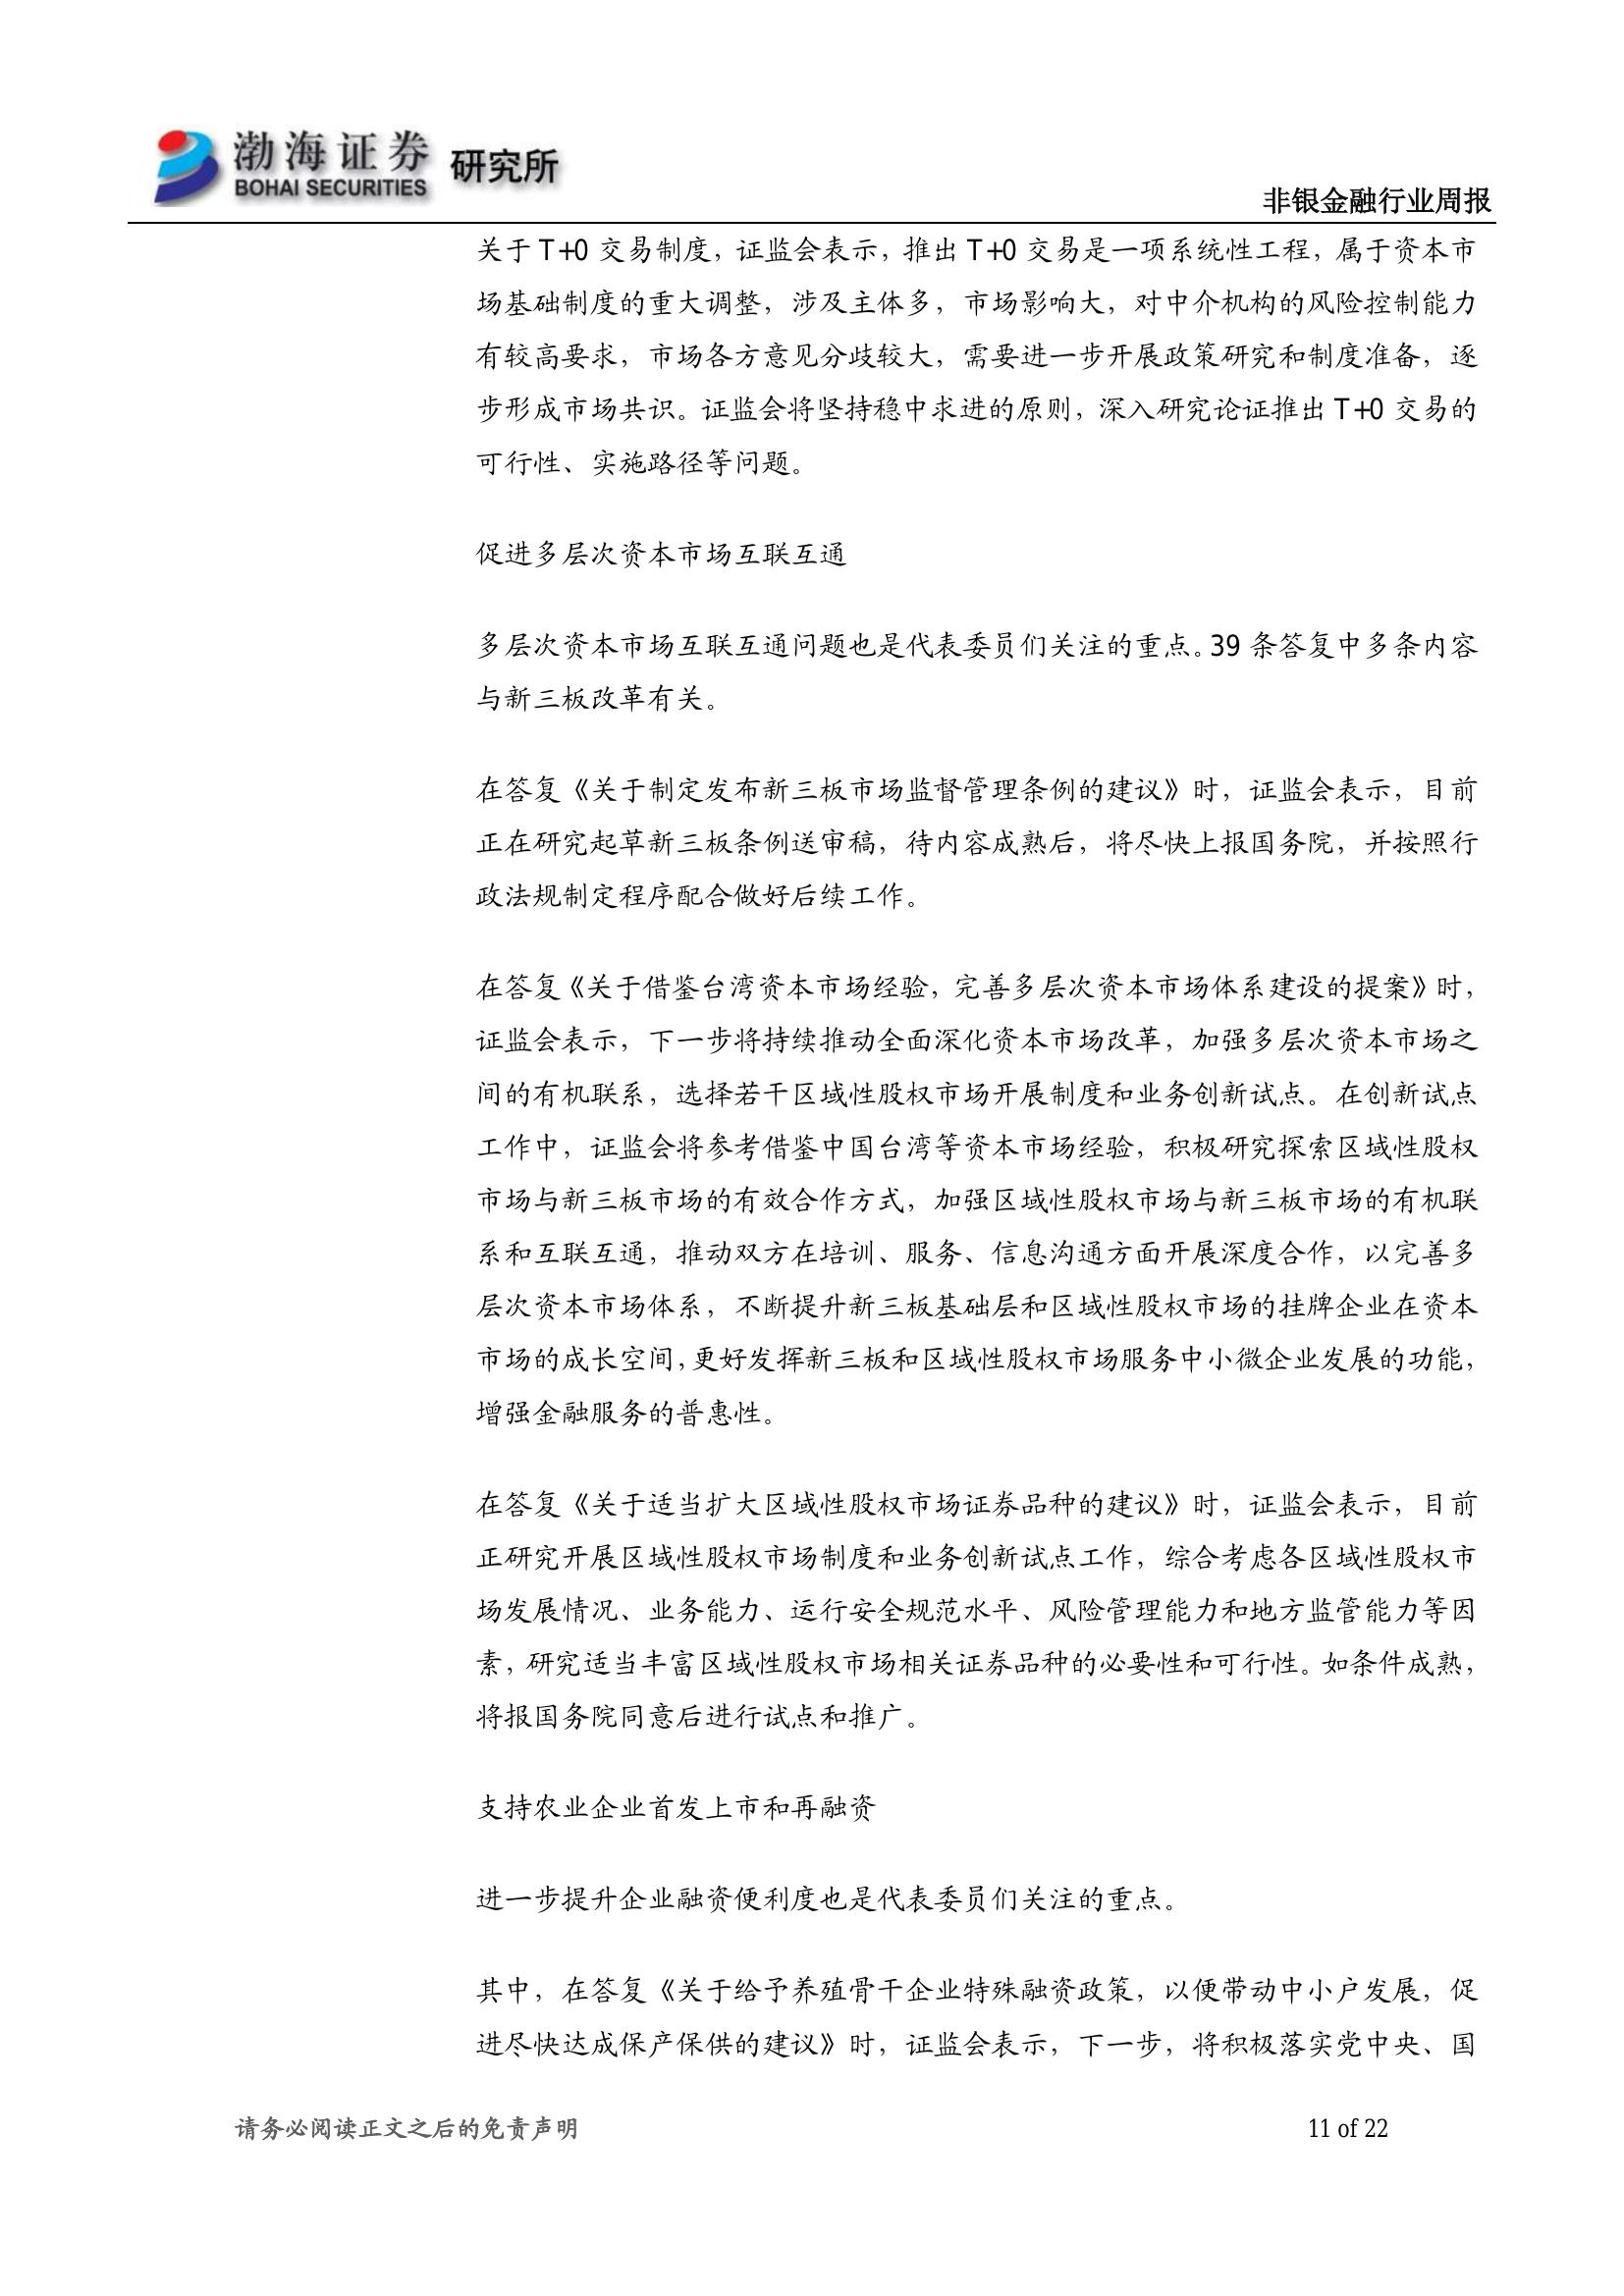 渤海证券
BOHAI SECURITIES
研究所
非银金融行业周报
关于 T+0 交易制度，证监会表示，推出 T+0 交易是一项系统性工程，属于资本市
场基础制度的重大调整，涉及主体多，市场影响大，对中介机构的风险控制能力
有较高要求，市场各方意见分歧较大，需要进一步开展政策研究和制度准备，逐
步形成市场共识。证监会将坚持稳中求进的原则，深入研究论证推出 T+0 交易的
可行性、实施路径等问题。
促进多层次资本市场互联互通
多层次资本市场互联互通问题也是代表委员们关注的重点。39 条答复中多条内容
与新三板改革有关。
在答复《关于制定发布新三板市场监督管理条例的建议》时，证监会表示，目前
正在研究起草新三板条例送审稿，待内容成熟后，将尽快上报国务院，并按照行
政法规制定程序配合做好后续工作。
在答复《关于借鉴台湾资本市场经验，完善多层次资本市场体系建设的提案》时，
证监会表示，下一步将持续推动全面深化资本市场改革，加强多层次资本市场之
间的有机联系，选择若干区域性股权市场开展制度和业务创新试点。在创新试点
工作中，证监会将参考借鉴中国台湾等资本市场经验，积极研究探索区域性股权
市场与新三板市场的有效合作方式，加强区域性股权市场与新三板市场的有机联
系和互联互通，推动双方在培训、服务、信息沟通方面开展深度合作，以完善多
层次资本市场体系，不断提升新三板基础层和区域性股权市场的挂牌企业在资本
市场的成长空间，更好发挥新三板和区域性股权市场服务中小微企业发展的功能，
增强金融服务的普惠性。
在答复《关于适当扩大区域性股权市场证券品种的建议》时，证监会表示，目前
正研究开展区域性股权市场制度和业务创新试点工作，综合考虑各区域性股权市
场发展情况、业务能力、运行安全规范水平、风险管理能力和地方监管能力等因
素，研究适当丰富区域性股权市场相关证券品种的必要性和可行性。如条件成熟，
将报国务院同意后进行试点和推广。
支持农业企业首发上市和再融资
进一步提升企业融资便利度也是代表委员们关注的重点。
其中，在答复《关于给予养殖骨干企业特殊融资政策，以便带动中小户发展，促
进尽快达成保产保供的建议》时，证监会表示，下一步，将积极落实党中央、国
请务必阅读正文之后的免责声明
11 of 22